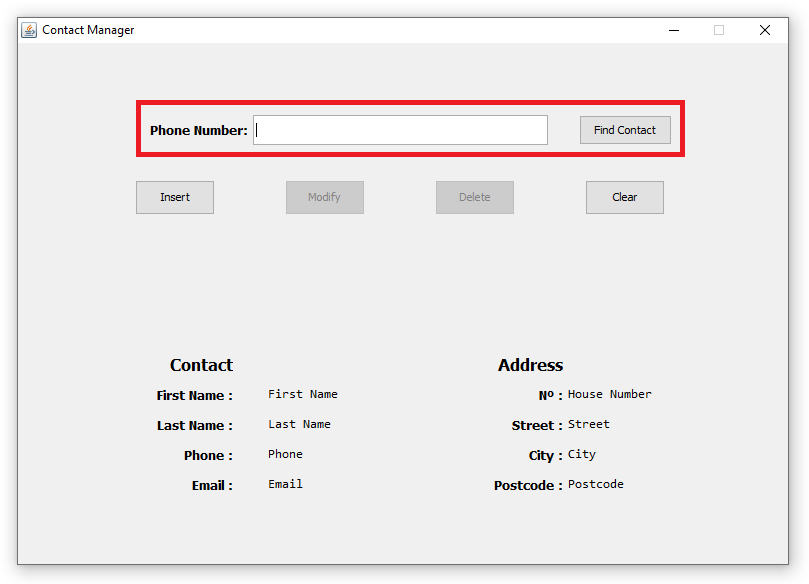 Contact Manager
Phone Number: Find Contact
Insert Modify Delete Clear
Contact Address
First Name : First Name Nº : House Number
Last Name : Last Name Street : Street
Phone : Phone City : City
Email : Email Postcode : Postcode